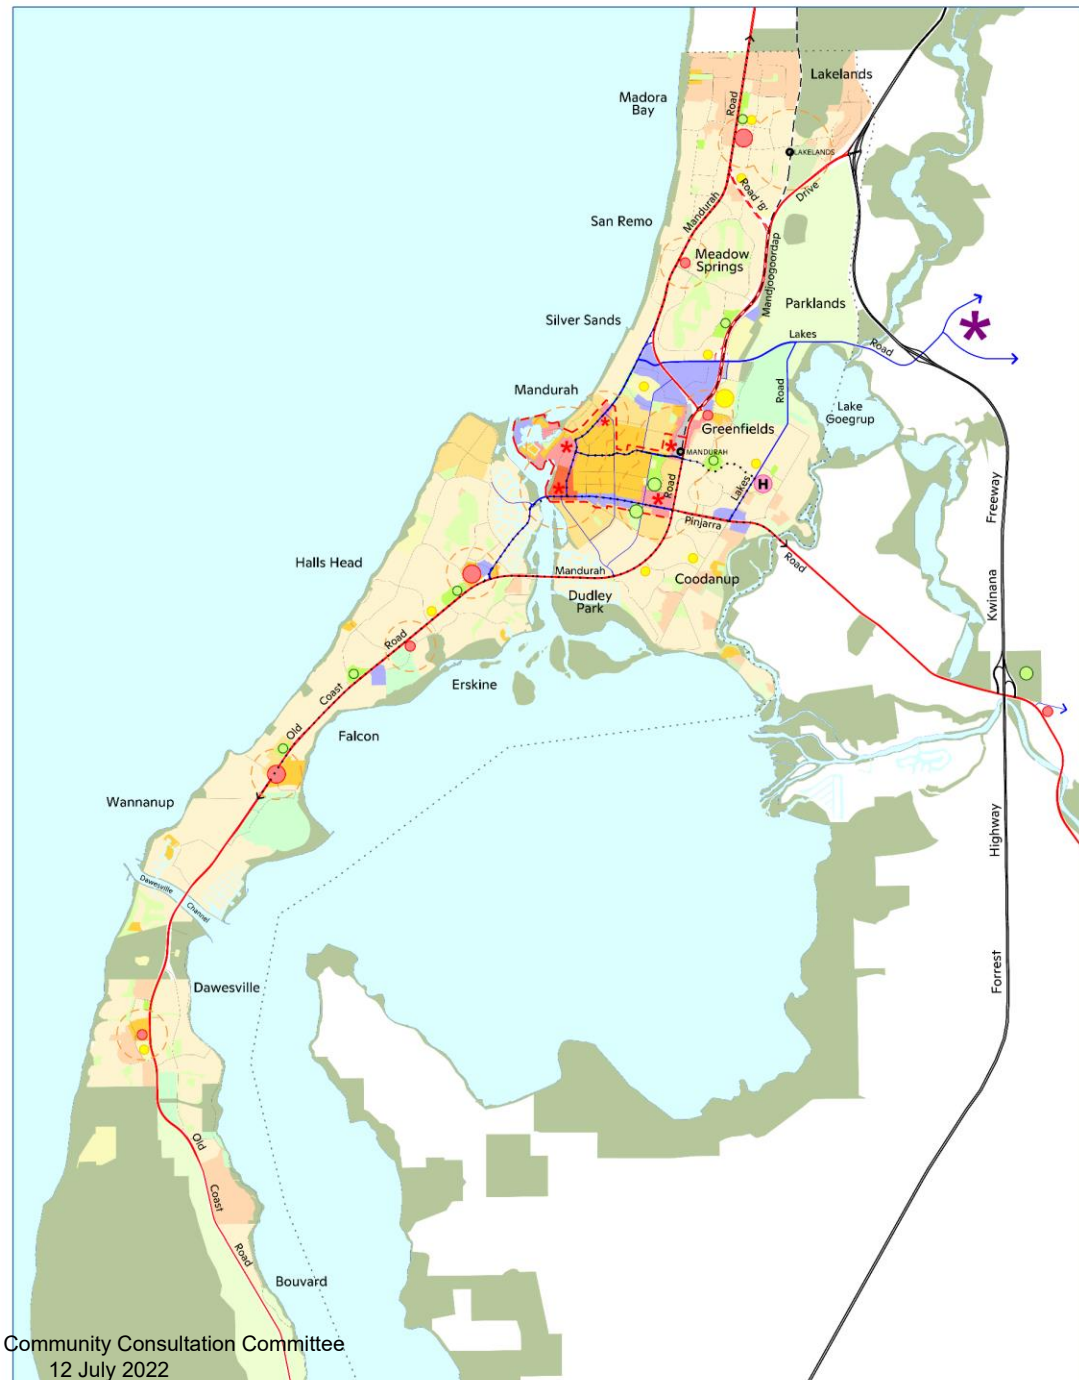 Lakelands
Madora
Bay
Road
LAKELANDS
Drive
Road 'B'
Mandurah
San Remo
Meadow
Springs
Mandjoogoordap
Parklands
Silver Sands
Lakes
Road
Mandurah
Road
Lake
Goegrup
Greenfields
MANDURAH
H
Lakes
Road
Pinjarra
Road
Freeway
Halls Head
Mandurah
Coodanup
Dudley
Park
Kwinana
Road
Erskine
Coast
Old
Falcon
Wannanup
Highway
Dawesville
Channel
Forrest
Dawesville
Old
Coast
Road
Bouvard
Community Consultation Committee
12 July 2022